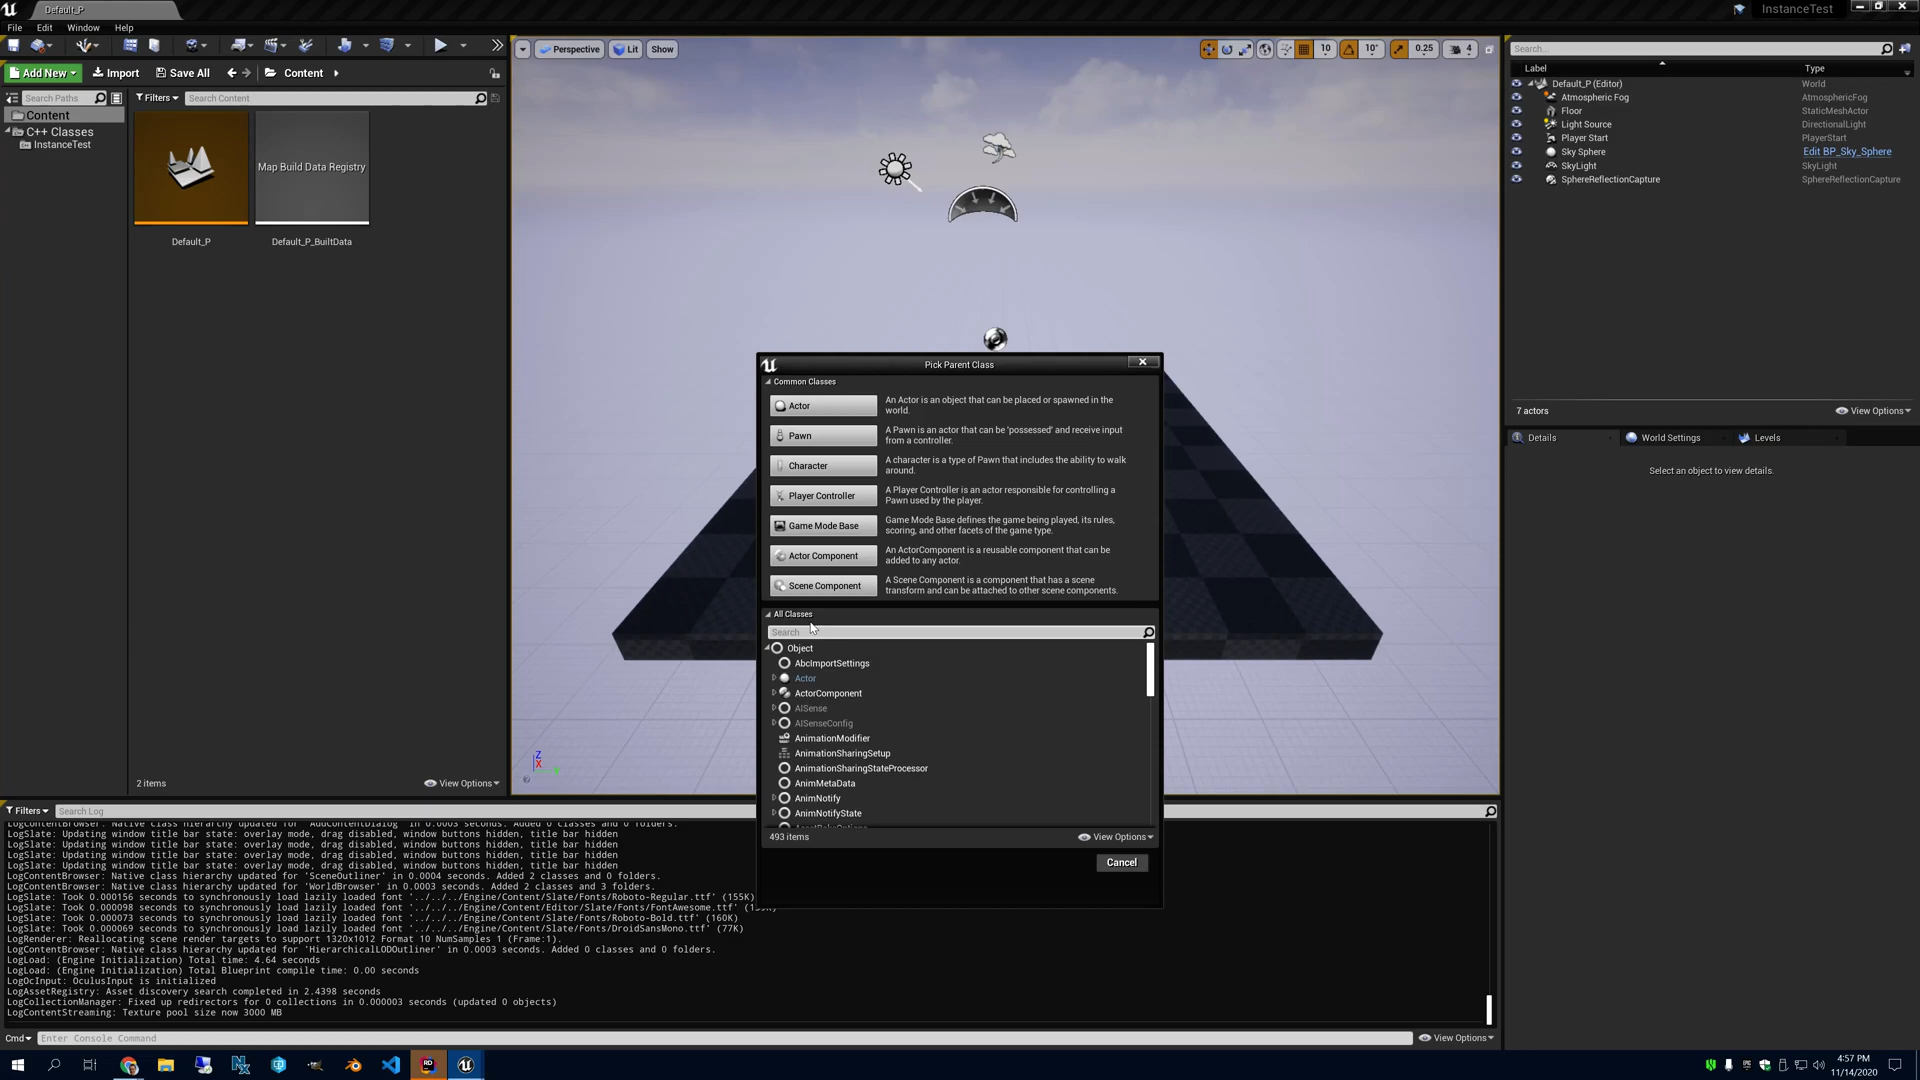 Default_P
InstanceTest
File Edit Window Help
Add New Import Save All Content
Search Paths Filters Search Content
Content
C++ Classes
InstanceTest
Map Build Data Registry
Default_P Default_P_BuiltData
2 items View Options
Perspective Lit Show 10 10° 0.25 4
Search...
Label Type
Default_P (Editor) World
Atmospheric Fog AtmosphericFog
Floor StaticMeshActor
Light Source DirectionalLight
Player Start PlayerStart
Sky Sphere Edit BP_Sky_Sphere
SkyLight SkyLight
SphereReflectionCapture SphereReflectionCapture
7 actors View Options
Details World Settings Levels
Select an object to view details.
Pick Parent Class
Common Classes
Actor An Actor is an object that can be placed or spawned in the
world.
Pawn A Pawn is an actor that can be 'possessed' and receive input
from a controller.
Character A character is a type of Pawn that includes the ability to walk
around.
Player Controller A Player Controller is an actor responsible for controlling a
Pawn used by the player.
Game Mode Base Game Mode Base defines the game being played, its rules,
scoring, and other facets of the game type.
Actor Component An ActorComponent is a reusable component that can be
added to any actor.
Scene Component A Scene Component is a component that has a scene
transform and can be attached to other scene components.
All Classes
Search
Object
AbcImportSettings
Actor
ActorComponent
AISense
AISenseConfig
AnimationModifier
AnimationSharingSetup
AnimationSharingStateProcessor
AnimMetaData
AnimNotify
AnimNotifyState
493 items View Options
Cancel
Z
X
Filters Search Log
LogContentBrowser: Native class hierarchy updated for 'AddContentDialog' in 0.0003 seconds. Added 0 classes and 0 folders.
LogSlate: Updating window title bar state: overlay mode, drag disabled, window buttons hidden, title bar hidden
LogSlate: Updating window title bar state: overlay mode, drag disabled, window buttons hidden, title bar hidden
LogSlate: Updating window title bar state: overlay mode, drag disabled, window buttons hidden, title bar hidden
LogSlate: Updating window title bar state: overlay mode, drag disabled, window buttons hidden, title bar hidden
LogContentBrowser: Native class hierarchy updated for 'SceneOutliner' in 0.0004 seconds. Added 2 classes and 0 folders.
LogContentBrowser: Native class hierarchy updated for 'WorldBrowser' in 0.0003 seconds. Added 2 classes and 3 folders.
LogSlate: Took 0.000156 seconds to synchronously load lazily loaded font '../../../Engine/Content/Slate/Fonts/Roboto-Regular.ttf' (155K)
LogSlate: Took 0.000098 seconds to synchronously load lazily loaded font '../../../Engine/Content/Editor/Slate/Fonts/FontAwesome.ttf'
LogSlate: Took 0.000073 seconds to synchronously load lazily loaded font '../../../Engine/Content/Slate/Fonts/Roboto-Bold.ttf' (160K)
LogSlate: Took 0.000069 seconds to synchronously load lazily loaded font '../../../Engine/Content/Slate/Fonts/DroidSansMono.ttf' (77K)
LogRenderer: Reallocating scene render targets to support 1320x1012 Format 10 NumSamples 1 (Frame:1).
LogContentBrowser: Native class hierarchy updated for 'HierarchicalLODOutliner' in 0.0003 seconds. Added 0 classes and 0 folders.
LogLoad: (Engine Initialization) Total time: 4.64 seconds
LogLoad: (Engine Initialization) Total Blueprint compile time: 0.00 seconds
LogOcInput: OculusInput is initialized
LogAssetRegistry: Asset discovery search completed in 2.4398 seconds
LogCollectionManager: Fixed up redirectors for 0 collections in 0.000003 seconds (updated 0 objects)
LogContentStreaming: Texture pool size now 3000 MB
Cmd Enter Console Command View Options
4:57 PM
11/14/2020